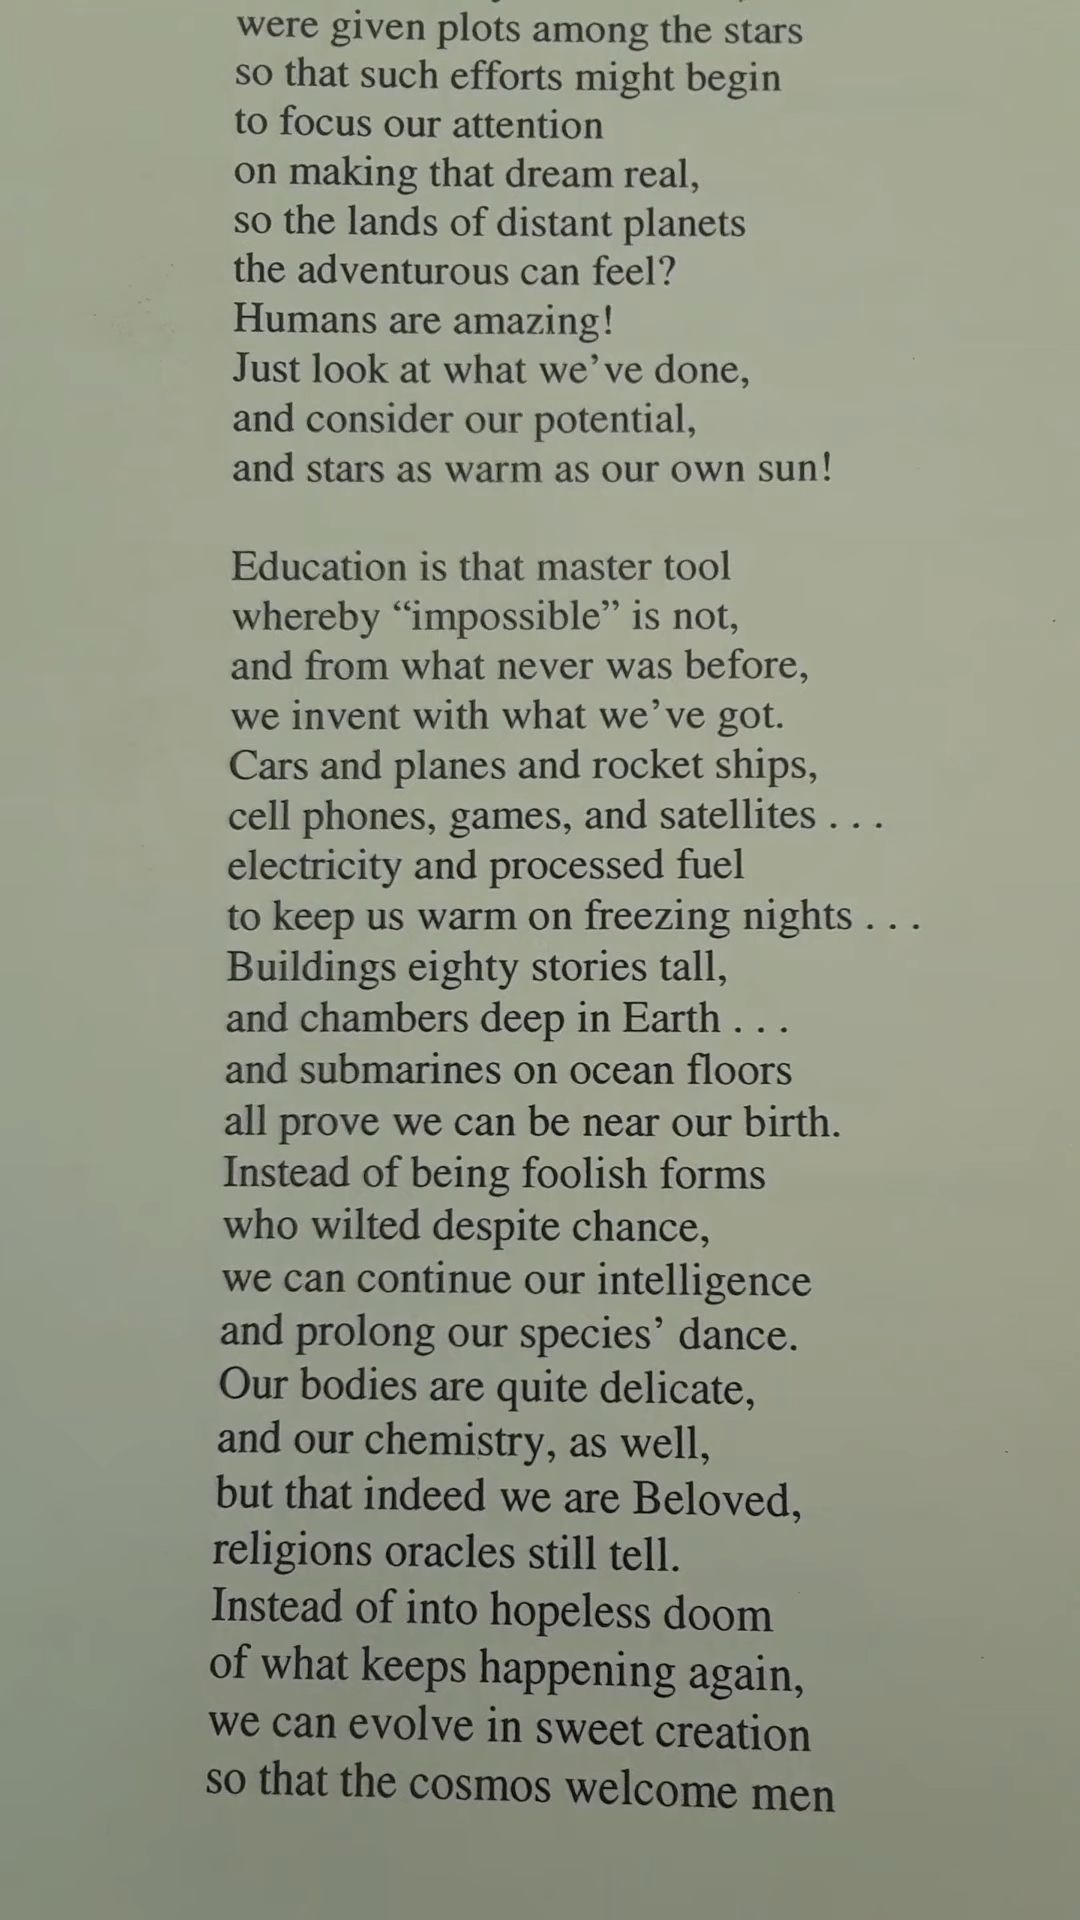 were given plots among the stars
so that such efforts might begin
to focus our attention
on making that dream real,
so the lands of distant planets
the adventurous can feel?
Humans are amazing!
Just look at what we’ve done,
and consider our potential,
and stars as warm as our own sun!

Education is that master tool
whereby “impossible” is not,
and from what never was before,
we invent with what we’ve got.
Cars and planes and rocket ships,
cell phones, games, and satellites . . .
electricity and processed fuel
to keep us warm on freezing nights . . .
Buildings eighty stories tall,
and chambers deep in Earth . . .
and submarines on ocean floors
all prove we can be near our birth.
Instead of being foolish forms
who wilted despite chance,
we can continue our intelligence
and prolong our species’ dance.
Our bodies are quite delicate,
and our chemistry, as well,
but that indeed we are Beloved,
religions oracles still tell.
Instead of into hopeless doom
of what keeps happening again,
we can evolve in sweet creation
so that the cosmos welcome men